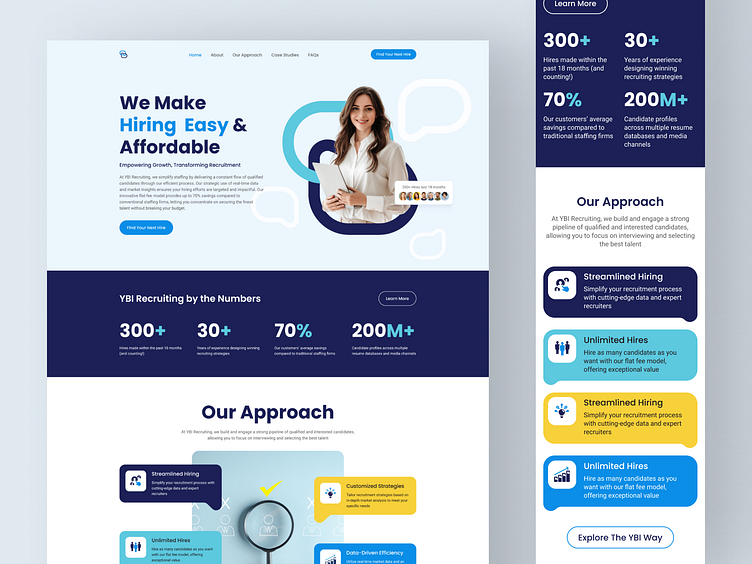 Home About Our Approach Case Studies FAQs Find Your Next Hire
We Make
Hiring Easy &
Affordable
Empowering Growth, Transforming Recruitment
At YBI Recruiting, we simplify staffing by delivering a constant flow of qualified
candidates through our efficient process. Our strategic use of real-time data
and market insights ensures your hiring efforts are targeted and impactful. Our
innovative flat fee model provides up to 70% savings compared to
conventional staffing firms, letting you concentrate on securing the finest
talent without breaking your budget.
Find Your Next Hire
300+ Hires last 18 months
YBI Recruiting by the Numbers
Learn More
300+
Hires made within the past 18 months
(and counting!)
30+
Years of experience designing winning
recruiting strategies
70%
Our customers' average savings
compared to traditional staffing firms
200M+
Candidate profiles across multiple
resume databases and media channels
Our Approach
At YBI Recruiting, we build and engage a strong pipeline of qualified and interested candidates,
allowing you to focus on interviewing and selecting the best talent
Streamlined Hiring
Simplify your recruitment process
with cutting-edge data and expert
recruiters
Customized Strategies
Tailor recruitment strategies based on
in-depth market analysis to meet your
specific needs
Unlimited Hires
Hire as many candidates as you
want with our flat fee model,
offering exceptional value
Data-Driven Efficiency
Utilize real-time market data and an
Learn More
300+
Hires made within the
past 18 months (and
counting!)
30+
Years of experience
designing winning
recruiting strategies
70%
Our customers' average
savings compared to
traditional staffing firms
200M+
Candidate profiles
across multiple resume
databases and media
channels
Our Approach
At YBI Recruiting, we build and engage a strong
pipeline of qualified and interested candidates,
allowing you to focus on interviewing and selecting
the best talent
Streamlined Hiring
Simplify your recruitment process
with cutting-edge data and expert
recruiters
Unlimited Hires
Hire as many candidates as you
want with our flat fee model,
offering exceptional value
Streamlined Hiring
Simplify your recruitment process
with cutting-edge data and expert
recruiters
Unlimited Hires
Hire as many candidates as you
want with our flat fee model,
offering exceptional value
Explore The YBI Way